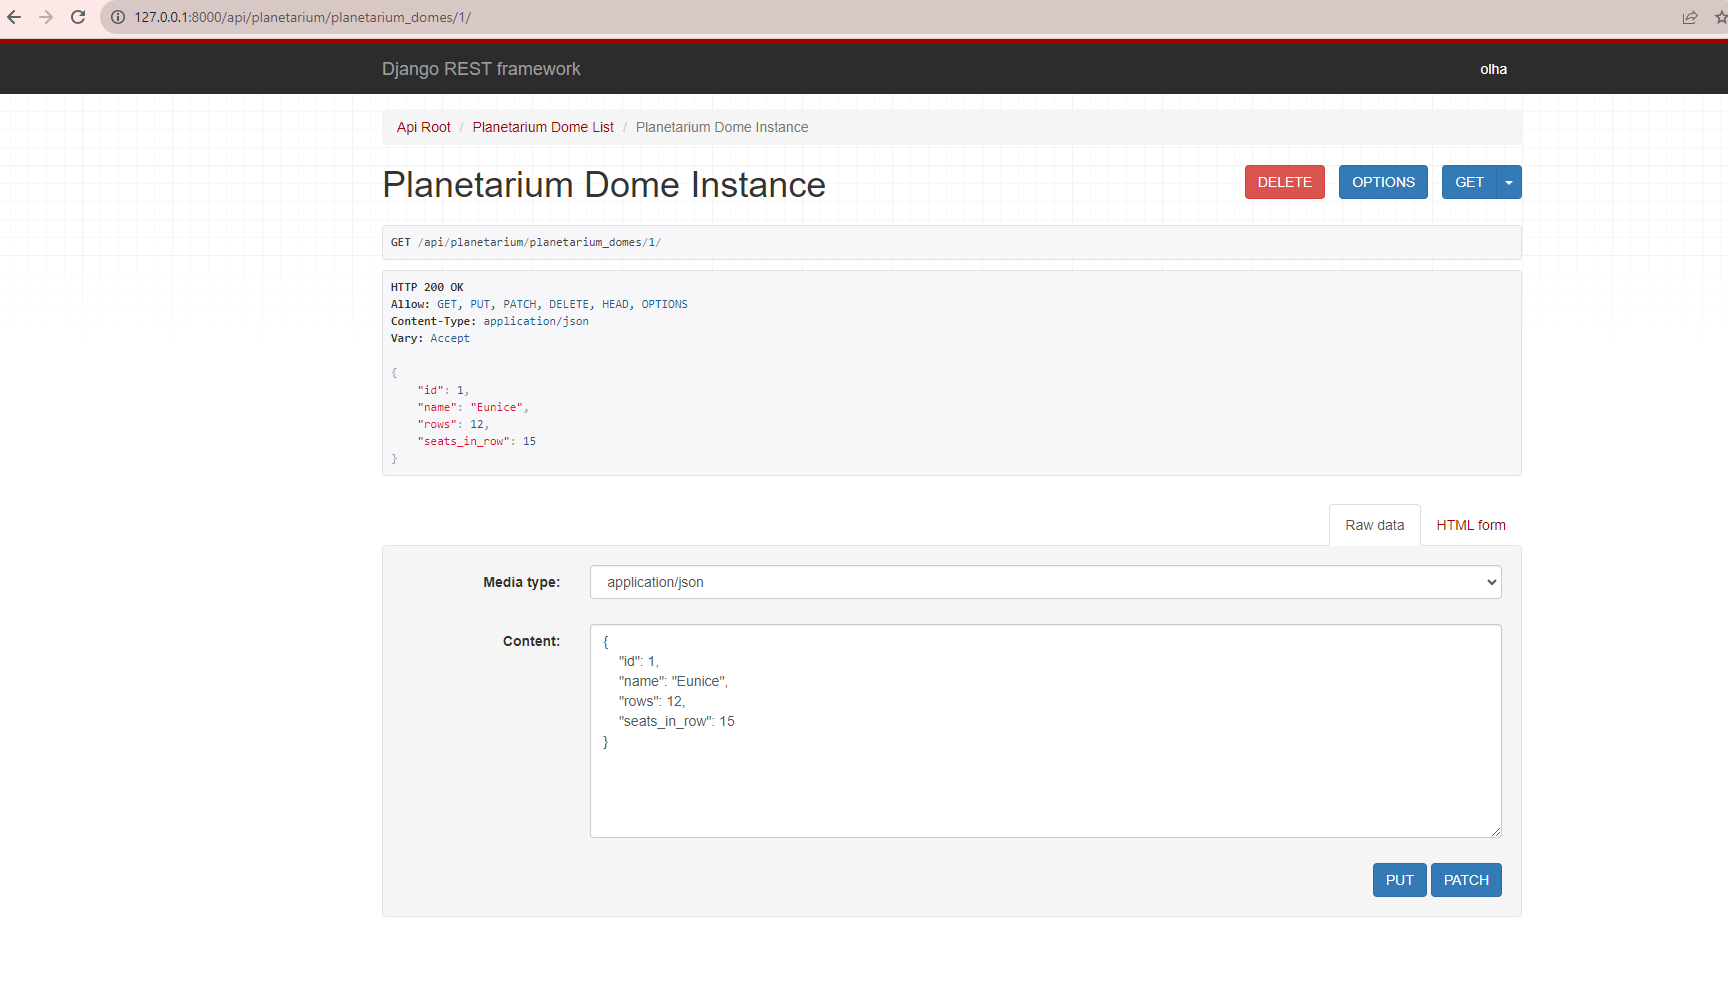 127.0.0.1:8000/api/planetarium/planetarium_domes/1/
Django REST framework
olha
Api Root / Planetarium Dome List / Planetarium Dome Instance
Planetarium Dome Instance
DELETE
OPTIONS
GET
GET /api/planetarium/planetarium_domes/1/
HTTP 200 OK
Allow: GET, PUT, PATCH, DELETE, HEAD, OPTIONS
Content-Type: application/json
Vary: Accept
{
    "id": 1,
    "name": "Eunice",
    "rows": 12,
    "seats_in_row": 15
}
Raw data
HTML form
Media type:
application/json
Content:
{
    "id": 1,
    "name": "Eunice",
    "rows": 12,
    "seats_in_row": 15
}
PUT
PATCH